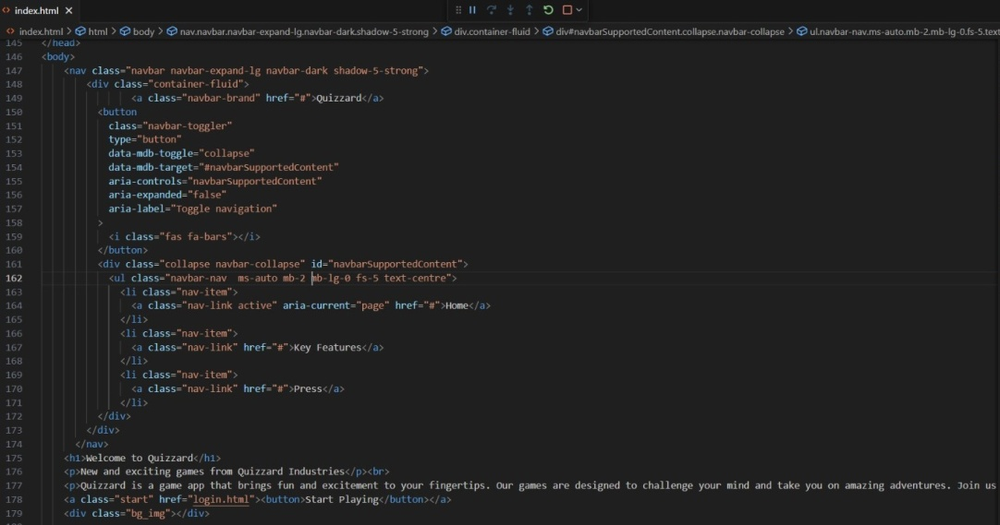 index.html
index.html > html > body > nav.navbar.navbar-expand-lg.navbar-dark.shadow-5-strong > div.container-fluid > div#navbarSupportedContent.collapse.navbar-collapse > ul.navbar-nav.ms-auto.mb-2.mb-lg-0.fs-5.text
145 </head>
146 <body>
147 <nav class="navbar navbar-expand-lg navbar-dark shadow-5-strong">
148 <div class="container-fluid">
149 <a class="navbar-brand" href="#">Quizzard</a>
150 <button
151 class="navbar-toggler"
152 type="button"
153 data-mdb-toggle="collapse"
154 data-mdb-target="#navbarSupportedContent"
155 aria-controls="navbarSupportedContent"
156 aria-expanded="false"
157 aria-label="Toggle navigation"
158 >
159 <i class="fas fa-bars"></i>
160 </button>
161 <div class="collapse navbar-collapse" id="navbarSupportedContent">
162 <ul class="navbar-nav  ms-auto mb-2 mb-lg-0 fs-5 text-centre">
163 <li class="nav-item">
164 <a class="nav-link active" aria-current="page" href="#">Home</a>
165 </li>
166 <li class="nav-item">
167 <a class="nav-link" href="#">Key Features</a>
168 </li>
169 <li class="nav-item">
170 <a class="nav-link" href="#">Press</a>
171 </li>
172 </div>
173 </div>
174 </nav>
175 <h1>Welcome to Quizzard</h1>
176 <p>New and exciting games from Quizzard Industries</p><br>
177 <p>Quizzard is a game app that brings fun and excitement to your fingertips. Our games are designed to challenge your mind and take you on amazing adventures. Join us
178 <a class="start" href="login.html"><button>Start Playing</button></a>
179 <div class="bg_img"></div>